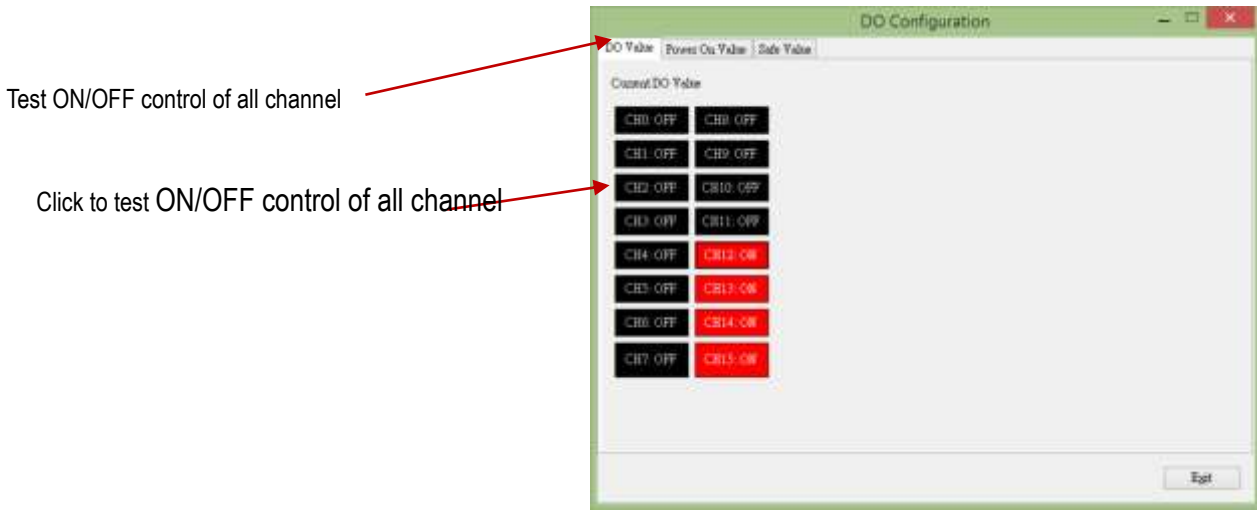 DO Configuration
DO Value Power On Value Safe Value
Test ON/OFF control of all channel
Current DO Value
CH0: OFF CH8: OFF
CH1: OFF CH9: OFF
Click to test ON/OFF control of all channel
CH2: OFF CH10: OFF
CH3: OFF CH11: OFF
CH4: OFF CH12: ON
CH5: OFF CH13: ON
CH6: OFF CH14: ON
CH7: OFF CH15: ON
Exit